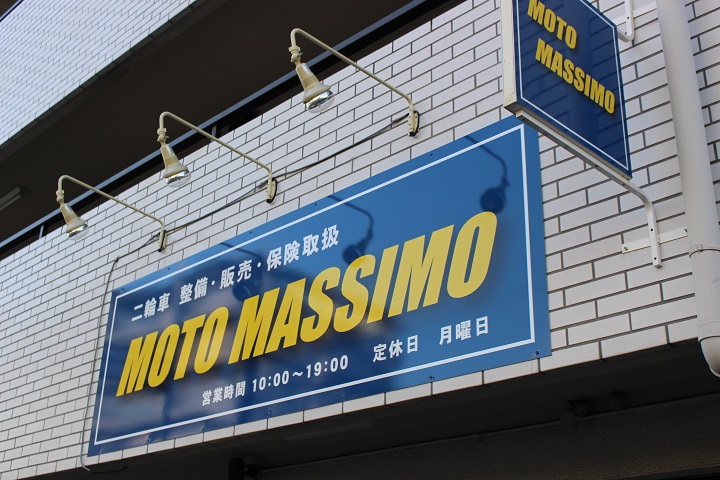 MOTO
MASSIMO
二輪車 整備・販売・保険取扱
MOTO MASSIMO
営業時間 10:00～19:00 定休日 月曜日